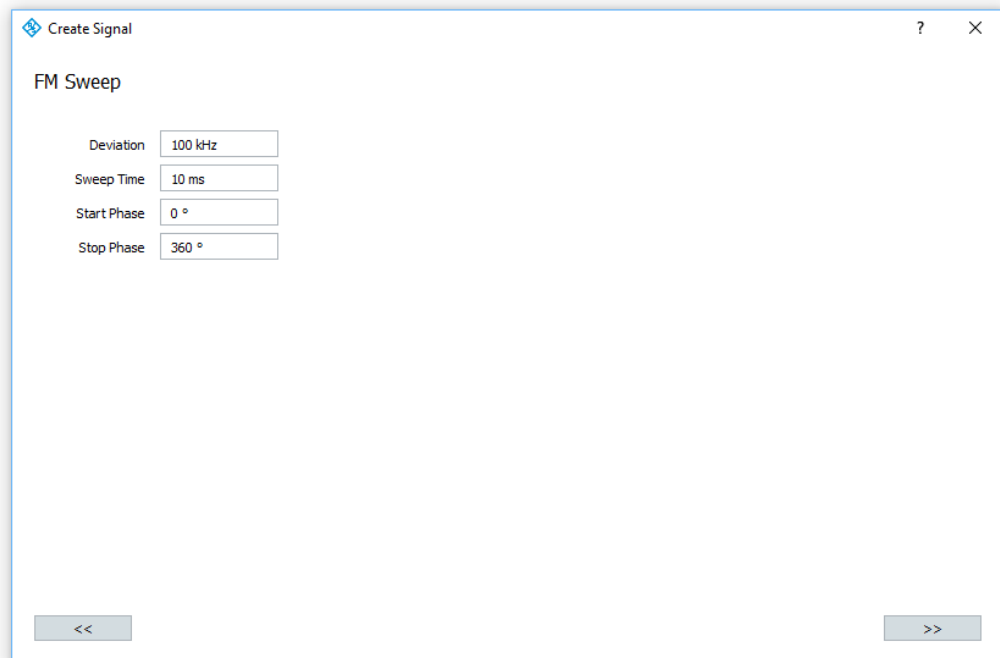 Create Signal ?
FM Sweep
Deviation 100 kHz
Sweep Time 10 ms
Start Phase 0 °
Stop Phase 360 °
<< >>